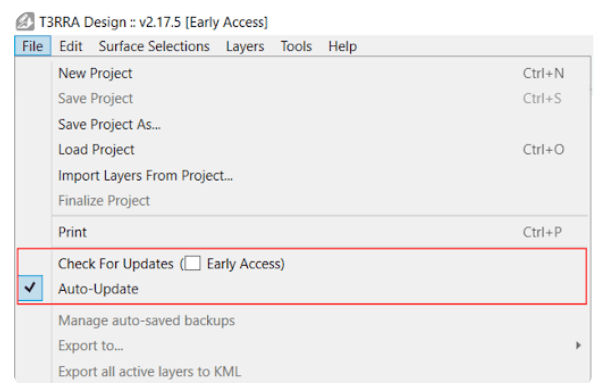 T3RRA Design :: v2.17.5 [Early Access]
File Edit Surface Selections Layers Tools Help
New Project Ctrl+N
Save Project Ctrl+S
Save Project As...
Load Project Ctrl+O
Import Layers From Project...
Finalize Project
Print Ctrl+P
Check For Updates ( Early Access)
Auto-Update
Manage auto-saved backups
Export to...
Export all active layers to KML